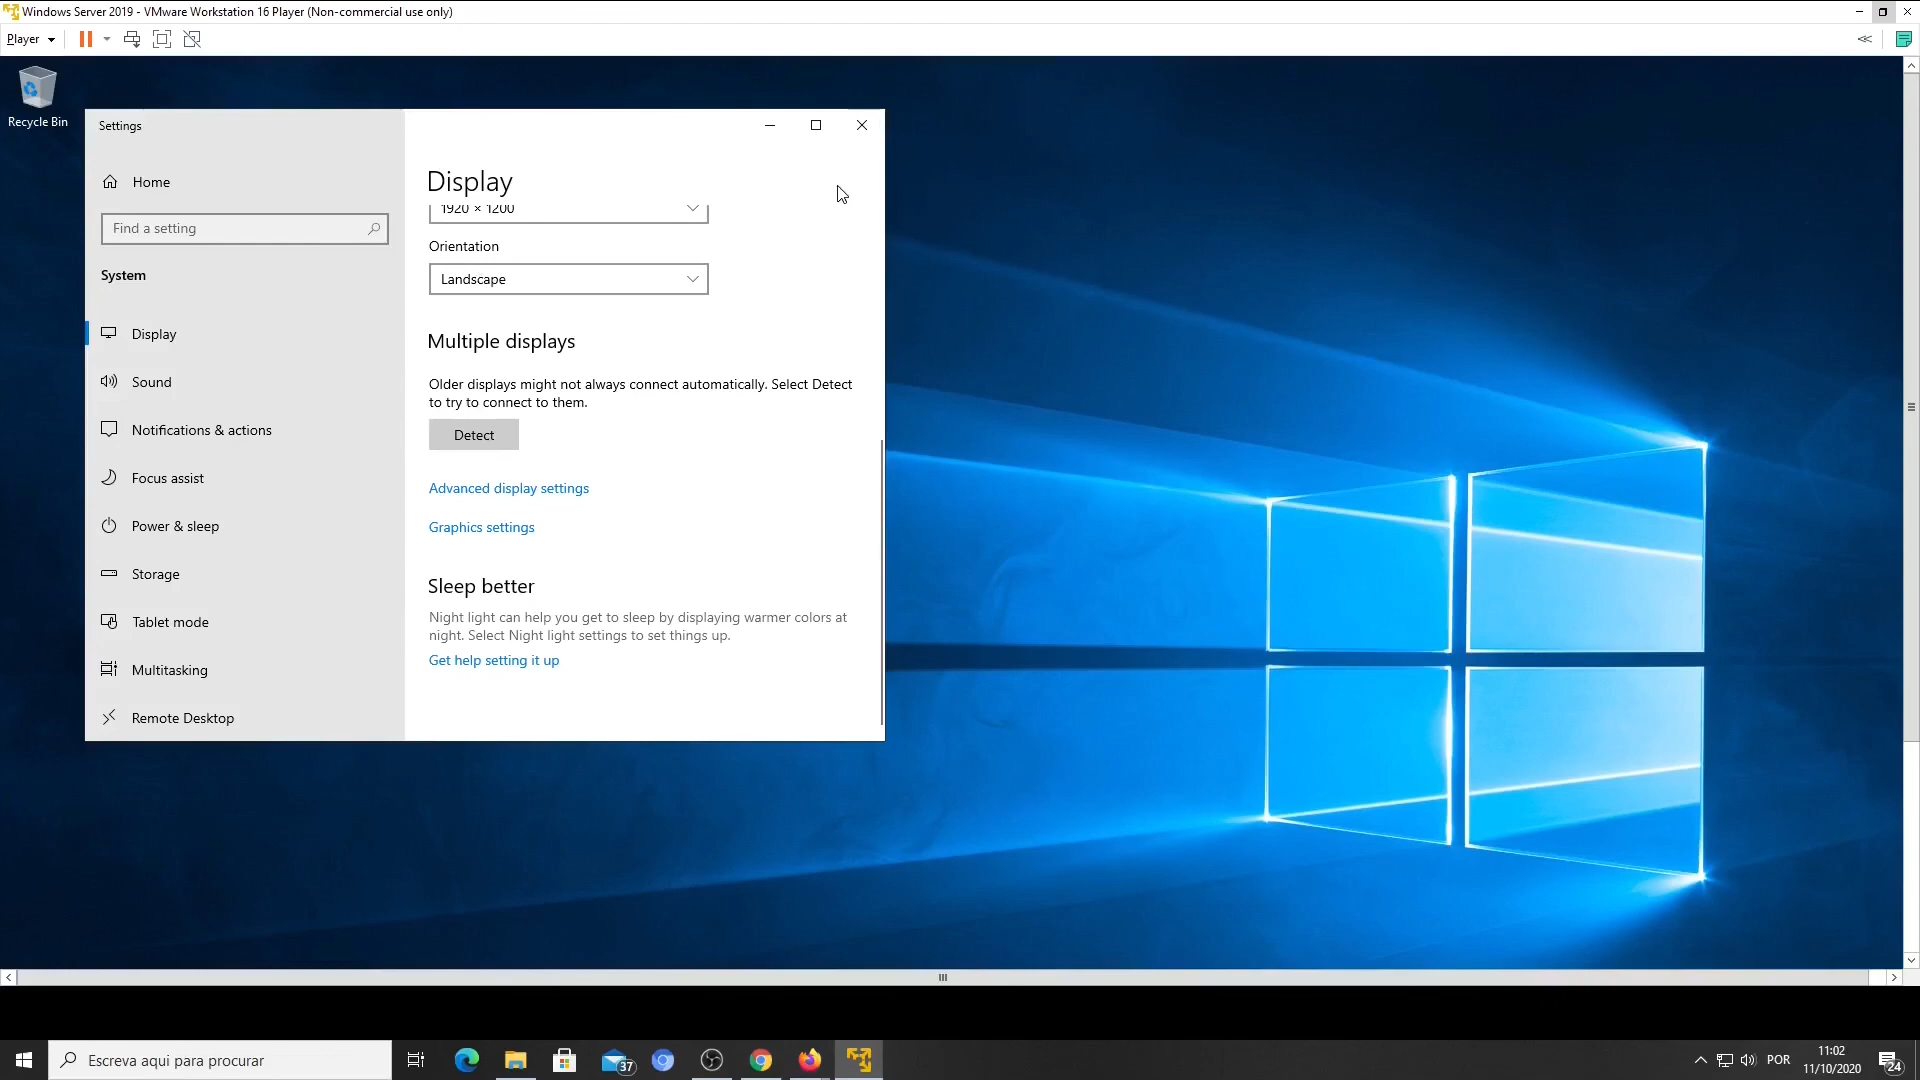 Windows Server 2019 - VMware Workstation 16 Player (Non-commercial use only)
Player
Recycle Bin
Settings
Home
Find a setting
System
Display
Sound
Notifications & actions
Focus assist
Power & sleep
Storage
Tablet mode
Multitasking
Remote Desktop
Display
1920 × 1200
Orientation
Landscape
Multiple displays
Older displays might not always connect automatically. Select Detect
to try to connect to them.
Detect
Advanced display settings
Graphics settings
Sleep better
Night light can help you get to sleep by displaying warmer colors at
night. Select Night light settings to set things up.
Get help setting it up
Escreva aqui para procurar
37
POR
11:02
11/10/2020
24